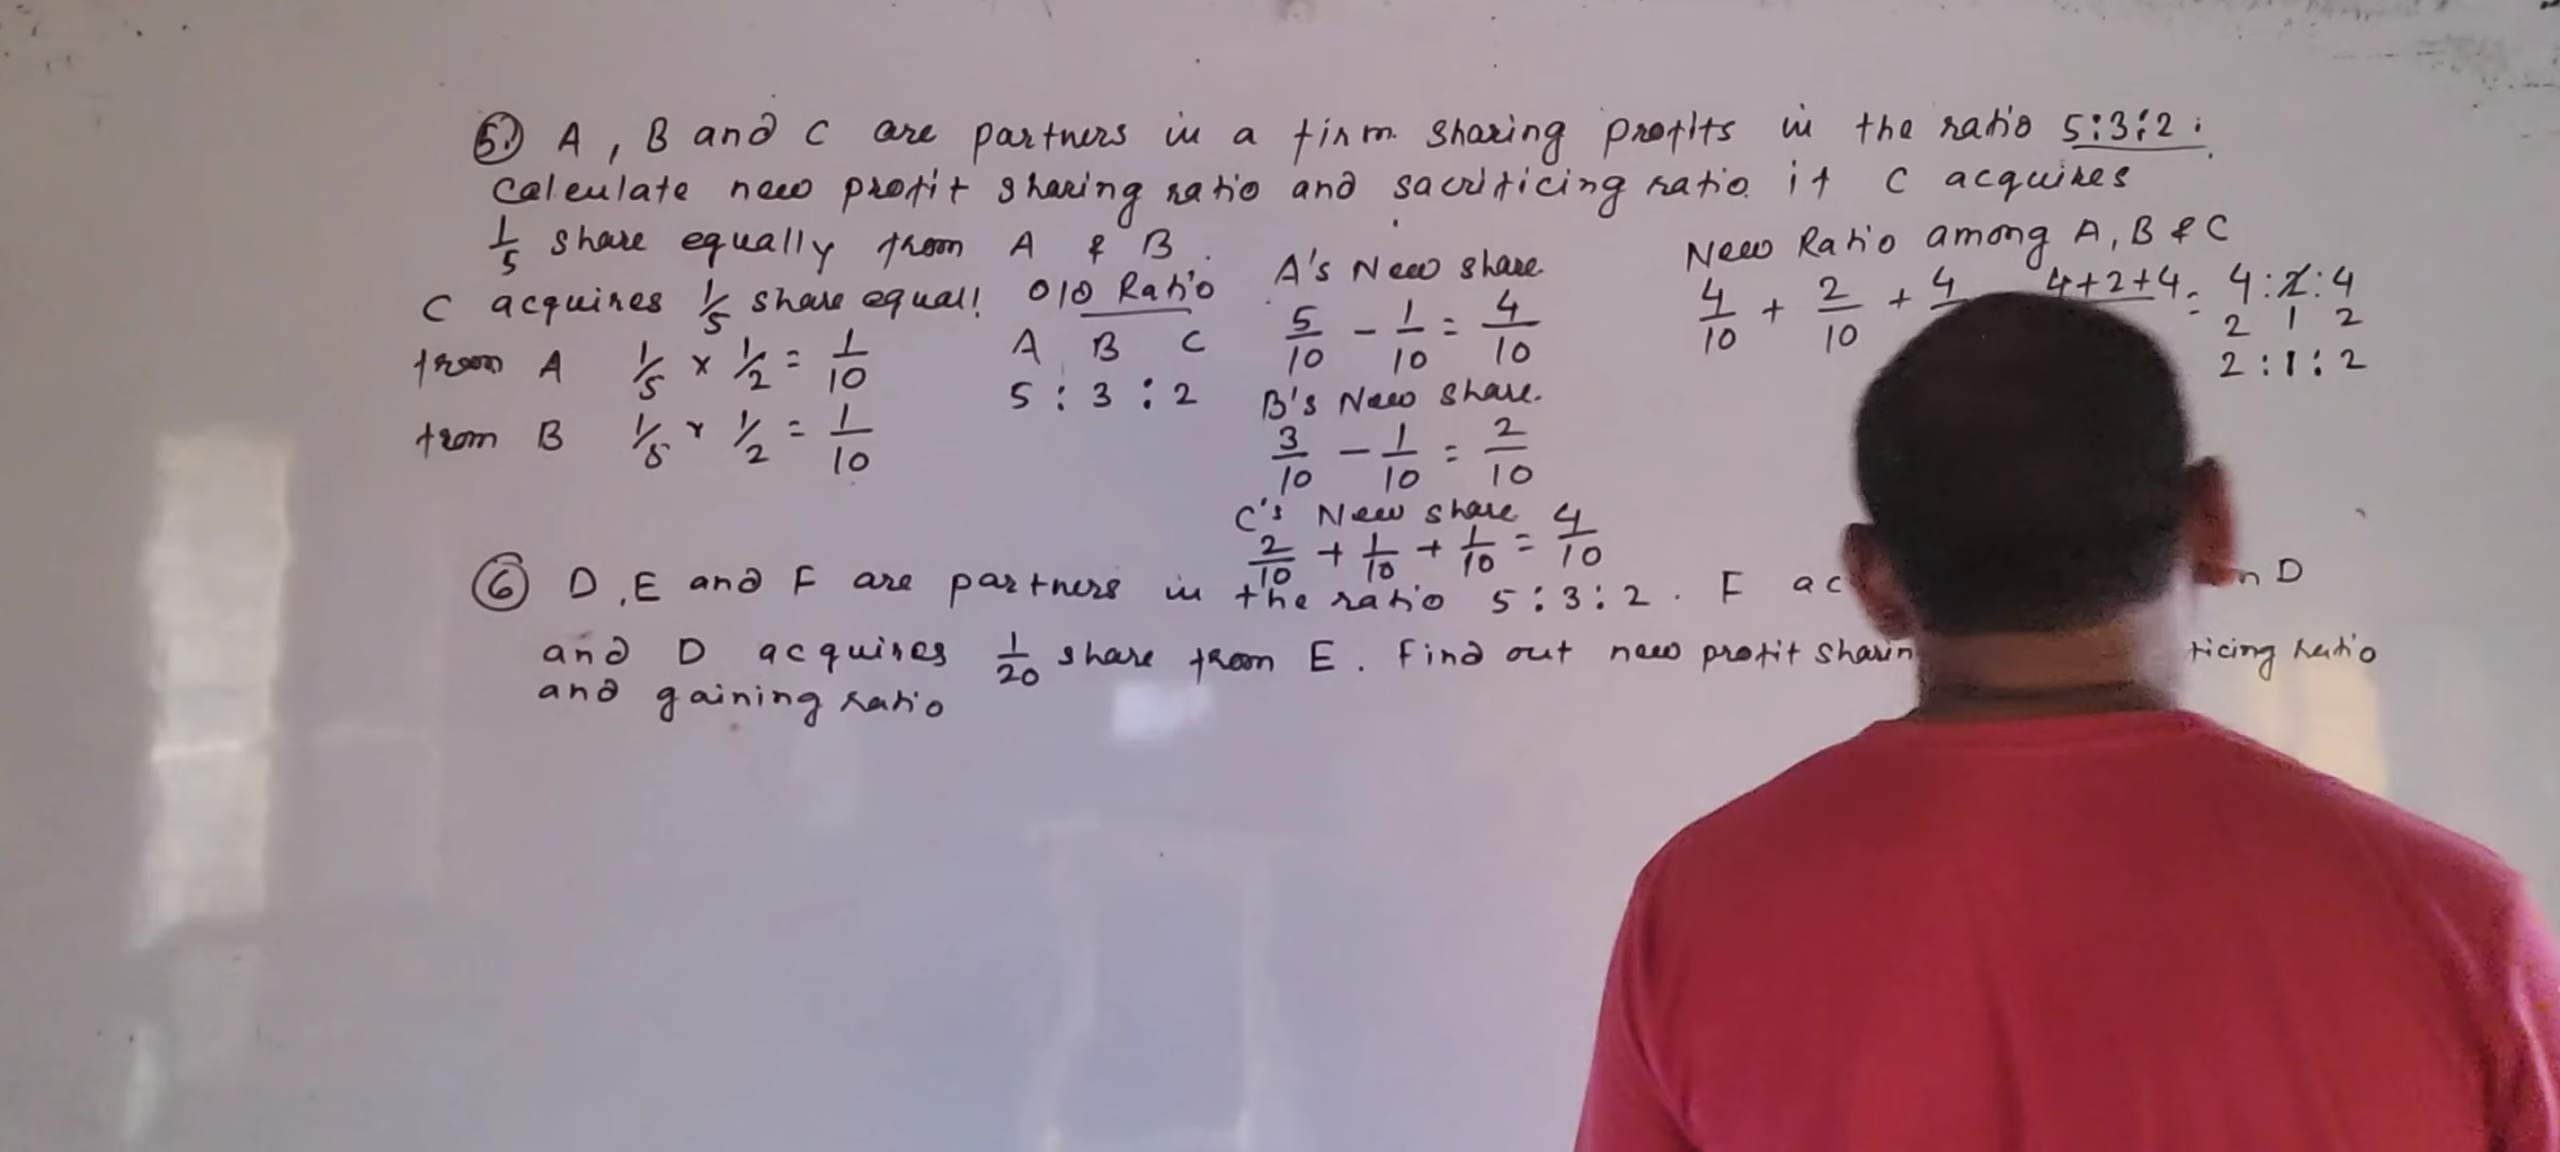 5.) A, B and C are partners in a firm sharing profits in the ratio 5:3:2.
Calculate new profit sharing ratio and sacrificing ratio if C acquires
1/5 share equally from A & B.
C acquires 1/5 share equall!
from A 1/5 × 1/2 = 1/10
from B 1/5 × 1/2 = 1/10
Old Ratio
A B C
5 : 3 : 2
A's New share
5/10 - 1/10 = 4/10
B's New share.
3/10 - 1/10 = 2/10
C's New share
2/10 + 1/10 + 1/10 = 4/10
New Ratio among A, B & C
4/10 + 2/10 + 4 4+2+4 = 4:2:4
2 1 2
2:1:2
6 D, E and F are partners in the ratio 5:3:2. F D
and D acquires 1/20 share from E. Find out new profit ratio
and gaining ratio